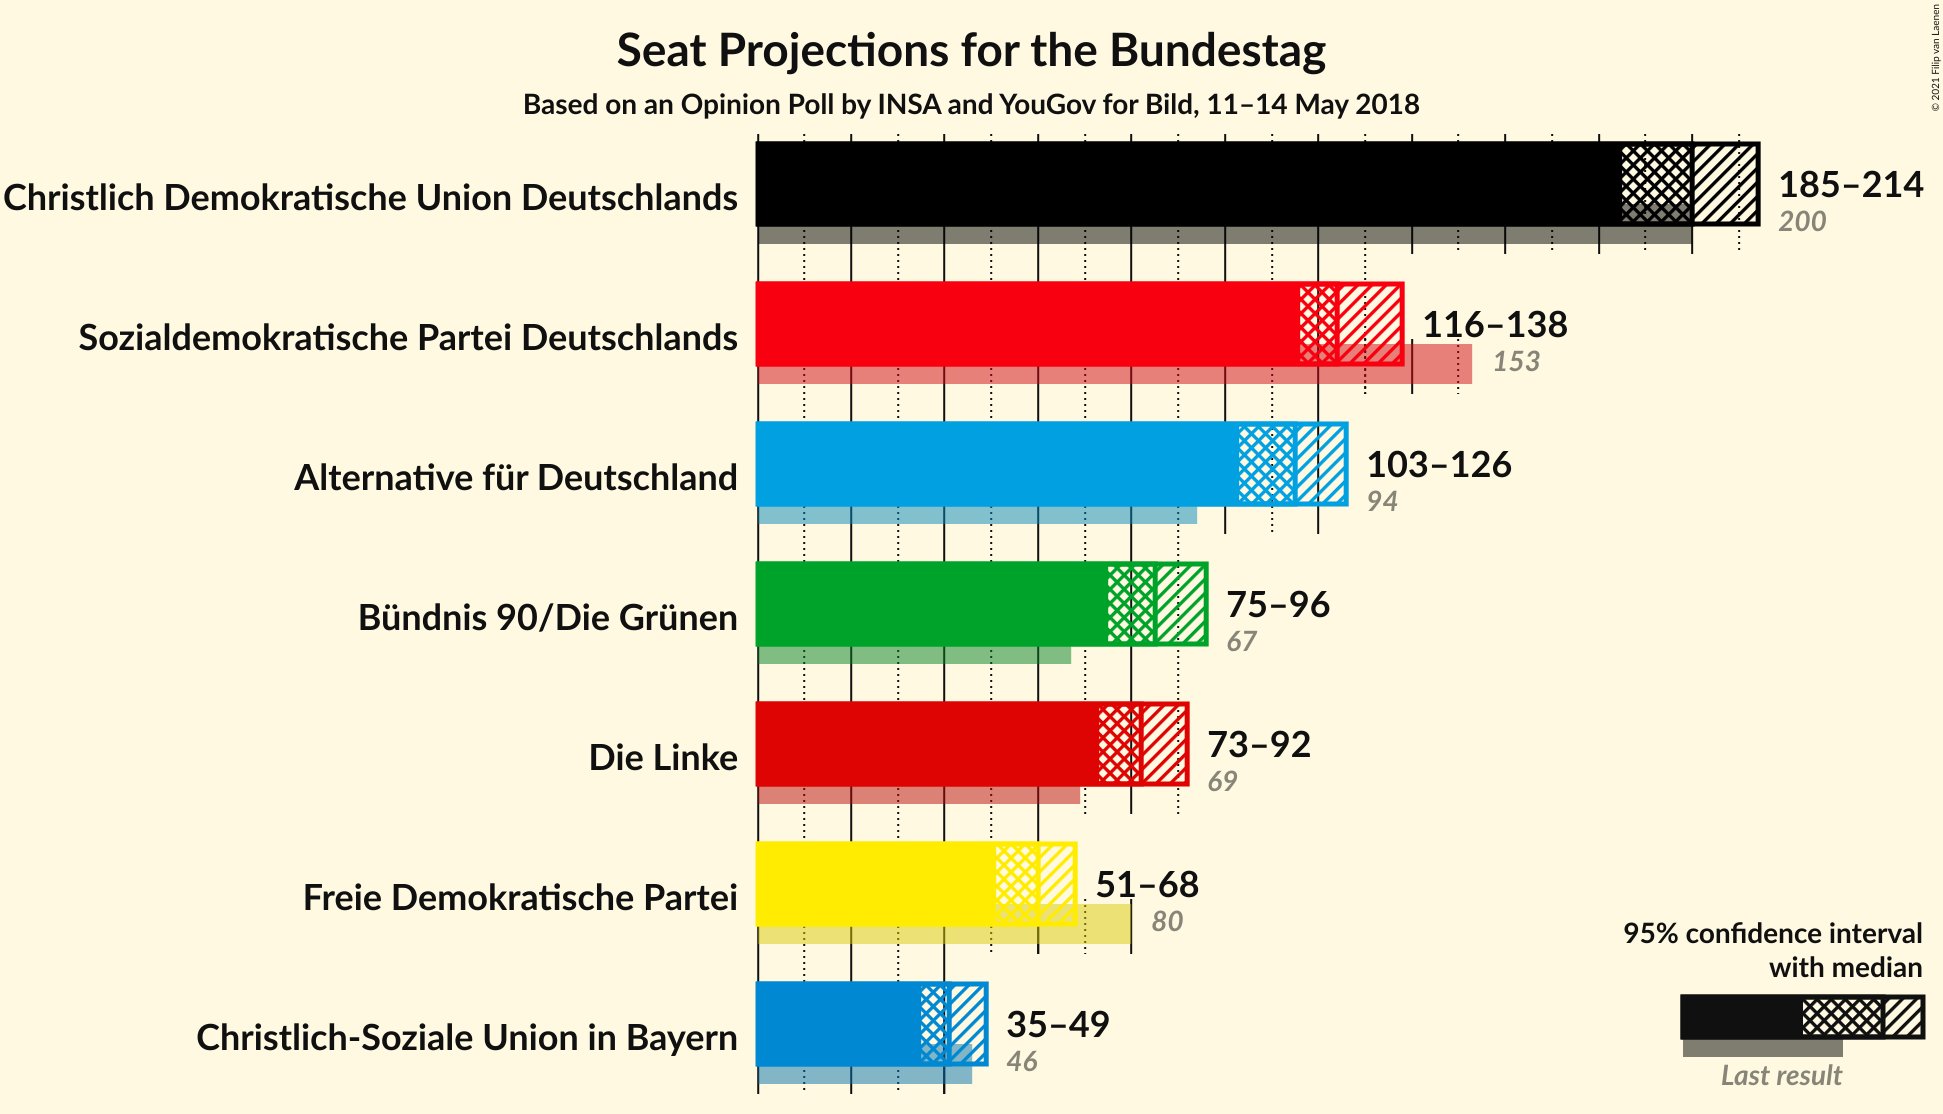 Seat Projections for the Bundestag
Based on an Opinion Poll by INSA and YouGov for Bild, 11–14 May 2018
© 2021 Filip van Laenen
Christlich Demokratische Union Deutschlands
185–214
200
Sozialdemokratische Partei Deutschlands
116–138
153
Alternative für Deutschland
103–126
94
Bündnis 90/Die Grünen
75–96
67
Die Linke
73–92
69
Freie Demokratische Partei
51–68
80
Christlich-Soziale Union in Bayern
35–49
46
95% confidence interval
with median
Last result